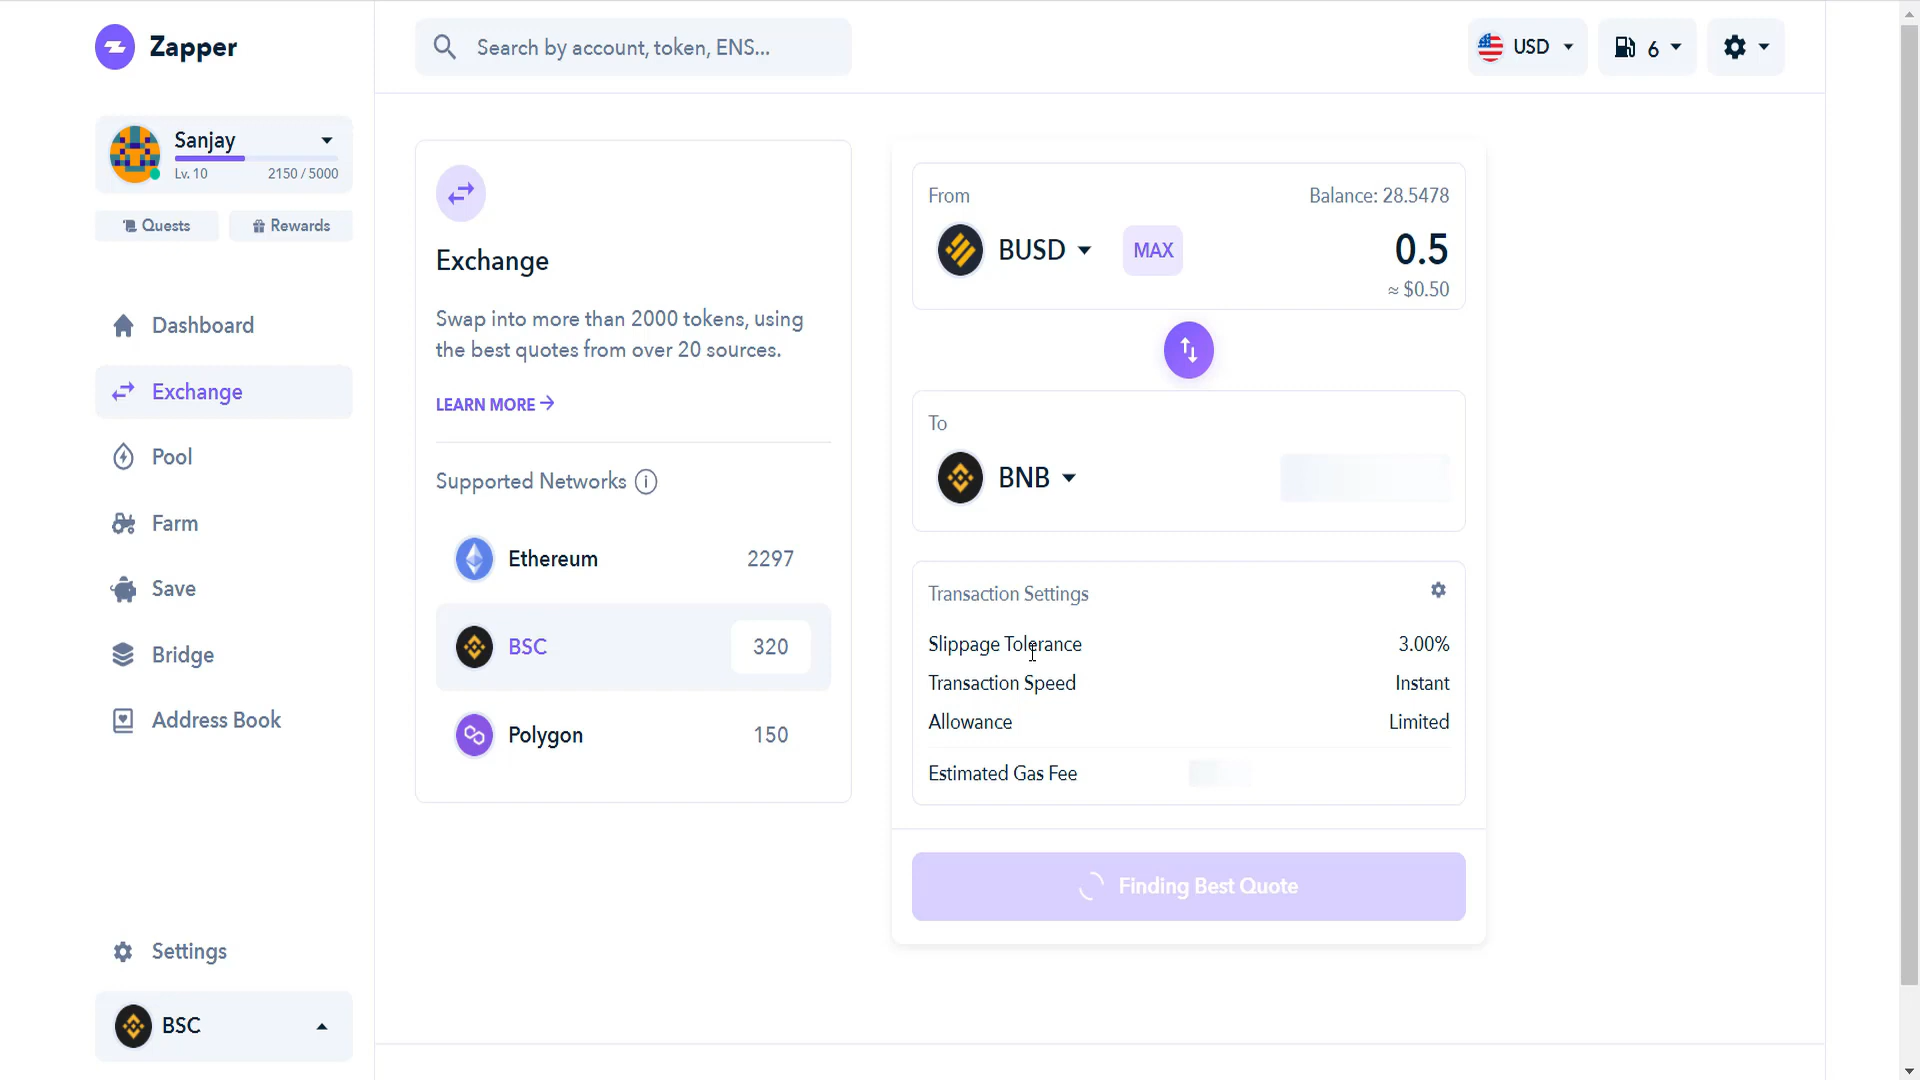 Zapper
Search by account, token, ENS...
USD
6
Sanjay
Lv. 10
2150 / 5000
Quests
Rewards
Dashboard
Exchange
Pool
Farm
Save
Bridge
Address Book
Settings
BSC
Exchange
Swap into more than 2000 tokens, using
the best quotes from over 20 sources.
LEARN MORE
Supported Networks
Ethereum 2297
BSC 320
Polygon 150
From
Balance: 28.5478
BUSD
MAX
0.5
≈ $0.50
To
BNB
Transaction Settings
Slippage Tolerance 3.00%
Transaction Speed Instant
Allowance Limited
Estimated Gas Fee
Finding Best Quote